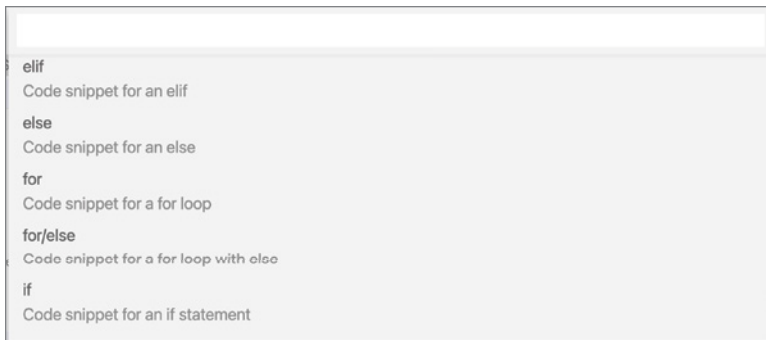 elif
Code snippet for an elif
else
Code snippet for an else
for
Code snippet for a for loop
for/else
Code snippet for a for loop with else
if
Code snippet for an if statement